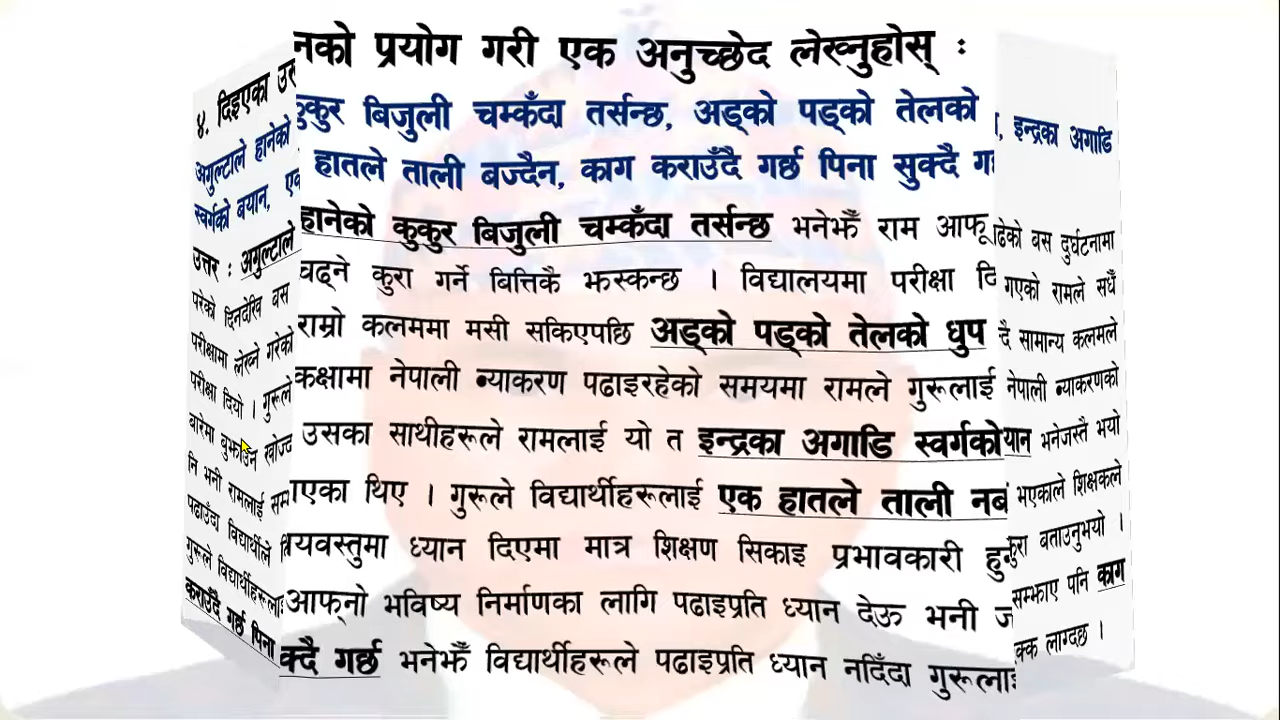 ४. दिइएका नको प्रयोग गरी एक अनुच्छेद लेख्नुहोस् :
अगुल्टाले हानेको कुकुर बिजुली चम्कँदा तर्सन्छ, अड्को पड्को तेलको , इन्द्रका अगाडि
स्वर्गको बयान, एक हातले ताली बज्दैन, काग कराउँदै गर्छ पिना सुक्दै
उत्तर : अगुल्टाले हानेको कुकुर बिजुली चम्कँदा तर्सन्छ भनेझैँ राम आफू ढेको बस दुर्घटनामा
परेको दिनदेखि बस चढ्ने कुरा गर्ने बित्तिकै झस्कन्छ । विद्यालयमा परीक्षा दि गएको रामले सधैँ
परीक्षामा लेख्ने गरेको राम्रो कलममा मसी सकिएपछि अड्को पड्को तेलको धुप दै सामान्य कलमले
परीक्षा दियो । गुरूले कक्षामा नेपाली व्याकरण पढाइरहेको समयमा रामले गुरूलाई नेपाली व्याकरणको
बारेमा बुझाउन खोज्दा उसका साथीहरूले रामलाई यो त इन्द्रका अगाडि स्वर्गको यान भनेजस्तै भयो
नि भनी रामलाई सम एका थिए । गुरूले विद्यार्थीहरूलाई एक हातले ताली नब भएकाले शिक्षकले
पढाउँदा विद्यार्थीले यवस्तुमा ध्यान दिएमा मात्र शिक्षण सिकाइ प्रभावकारी हुने कुरा बताउनुभयो ।
गुरूले विद्यार्थीहरूलाई आफ्नो भविष्य निर्माणका लागि पढाइप्रति ध्यान देऊ भनी सम्झाए पनि काग
कराउँदै गर्छ पिना क्दै गर्छ भनेझैँ विद्यार्थीहरूले पढाइप्रति ध्यान नदिँदा गुरूलाई क्क लाग्दछ ।